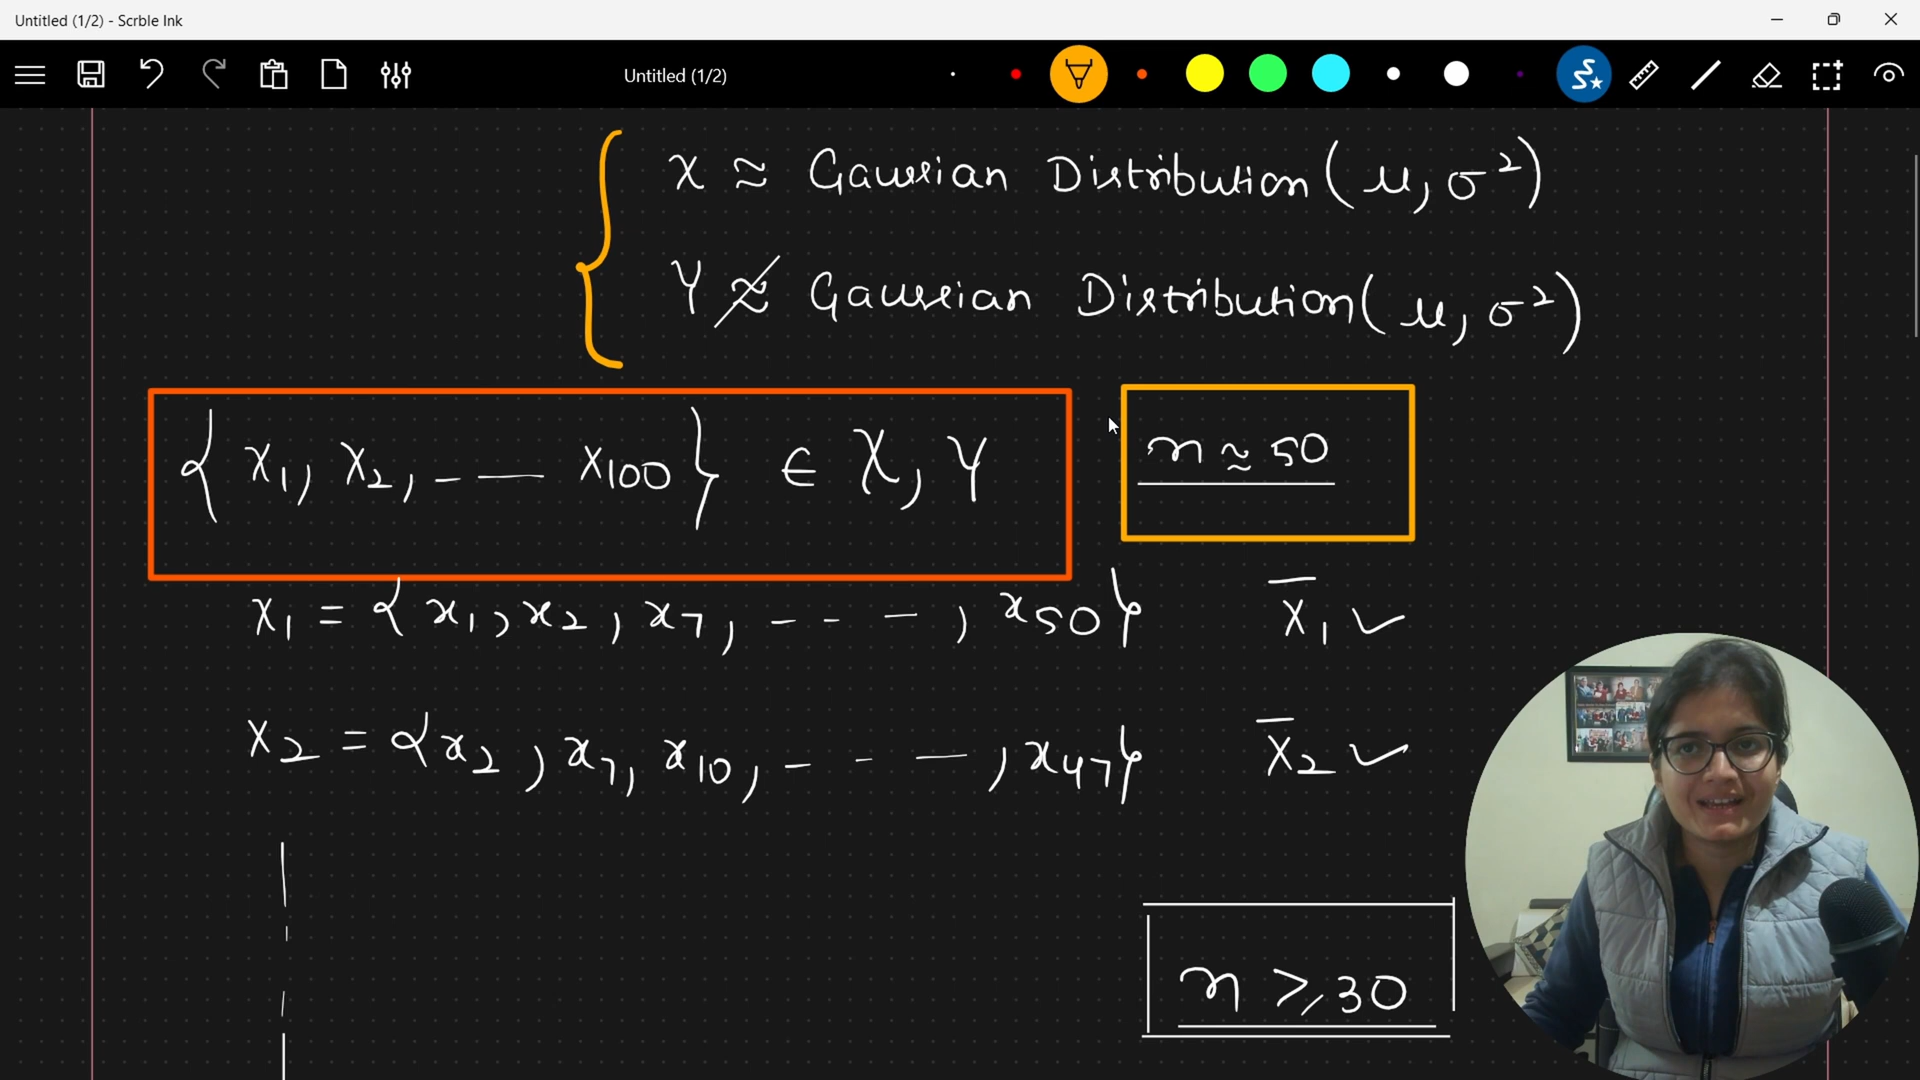 Untitled (1/2) - Scrble Ink
Untitled (1/2)
X ≈ Gaussian Distribution (μ, σ²)
Y ≉ Gaussian Distribution (μ, σ²)
{ X₁, X₂, - — X₁₀₀ } ∈ X, Y
n ≈ 50
X₁ = { x₁, x₂, x₇, - - - , x₅₀ } X̄₁ ✓
X₂ = { x₂, x₇, x₁₀, - - — , x₄₇ } X̄₂ ✓
n ⩾ 30